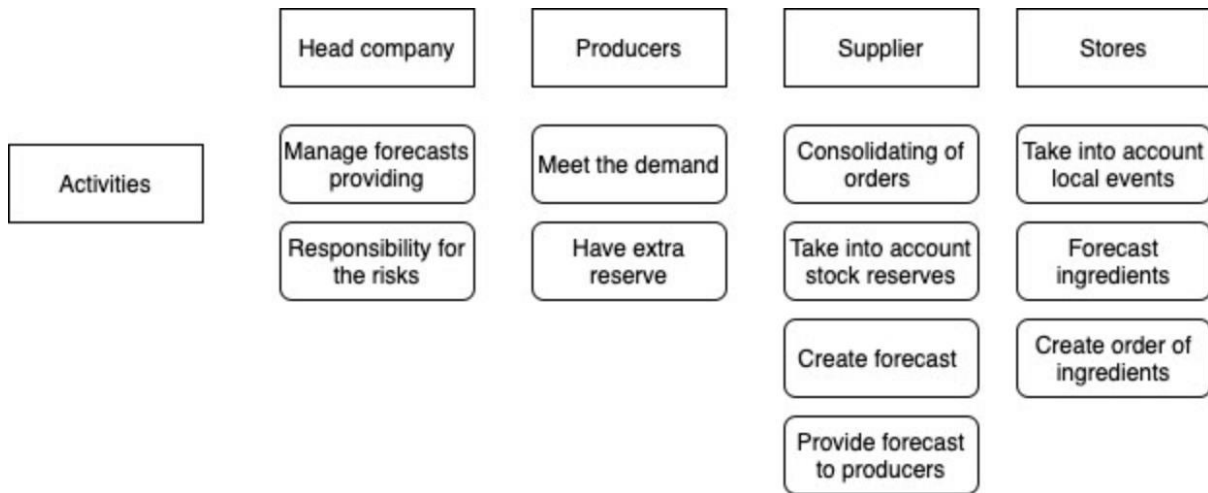 Head company
Producers
Supplier
Stores
Activities
Manage forecasts
providing
Meet the demand
Consolidating of
orders
Take into account
local events
Responsibility for
the risks
Have extra
reserve
Take into account
stock reserves
Forecast
ingredients
Create forecast
Create order of
ingredients
Provide forecast
to producers